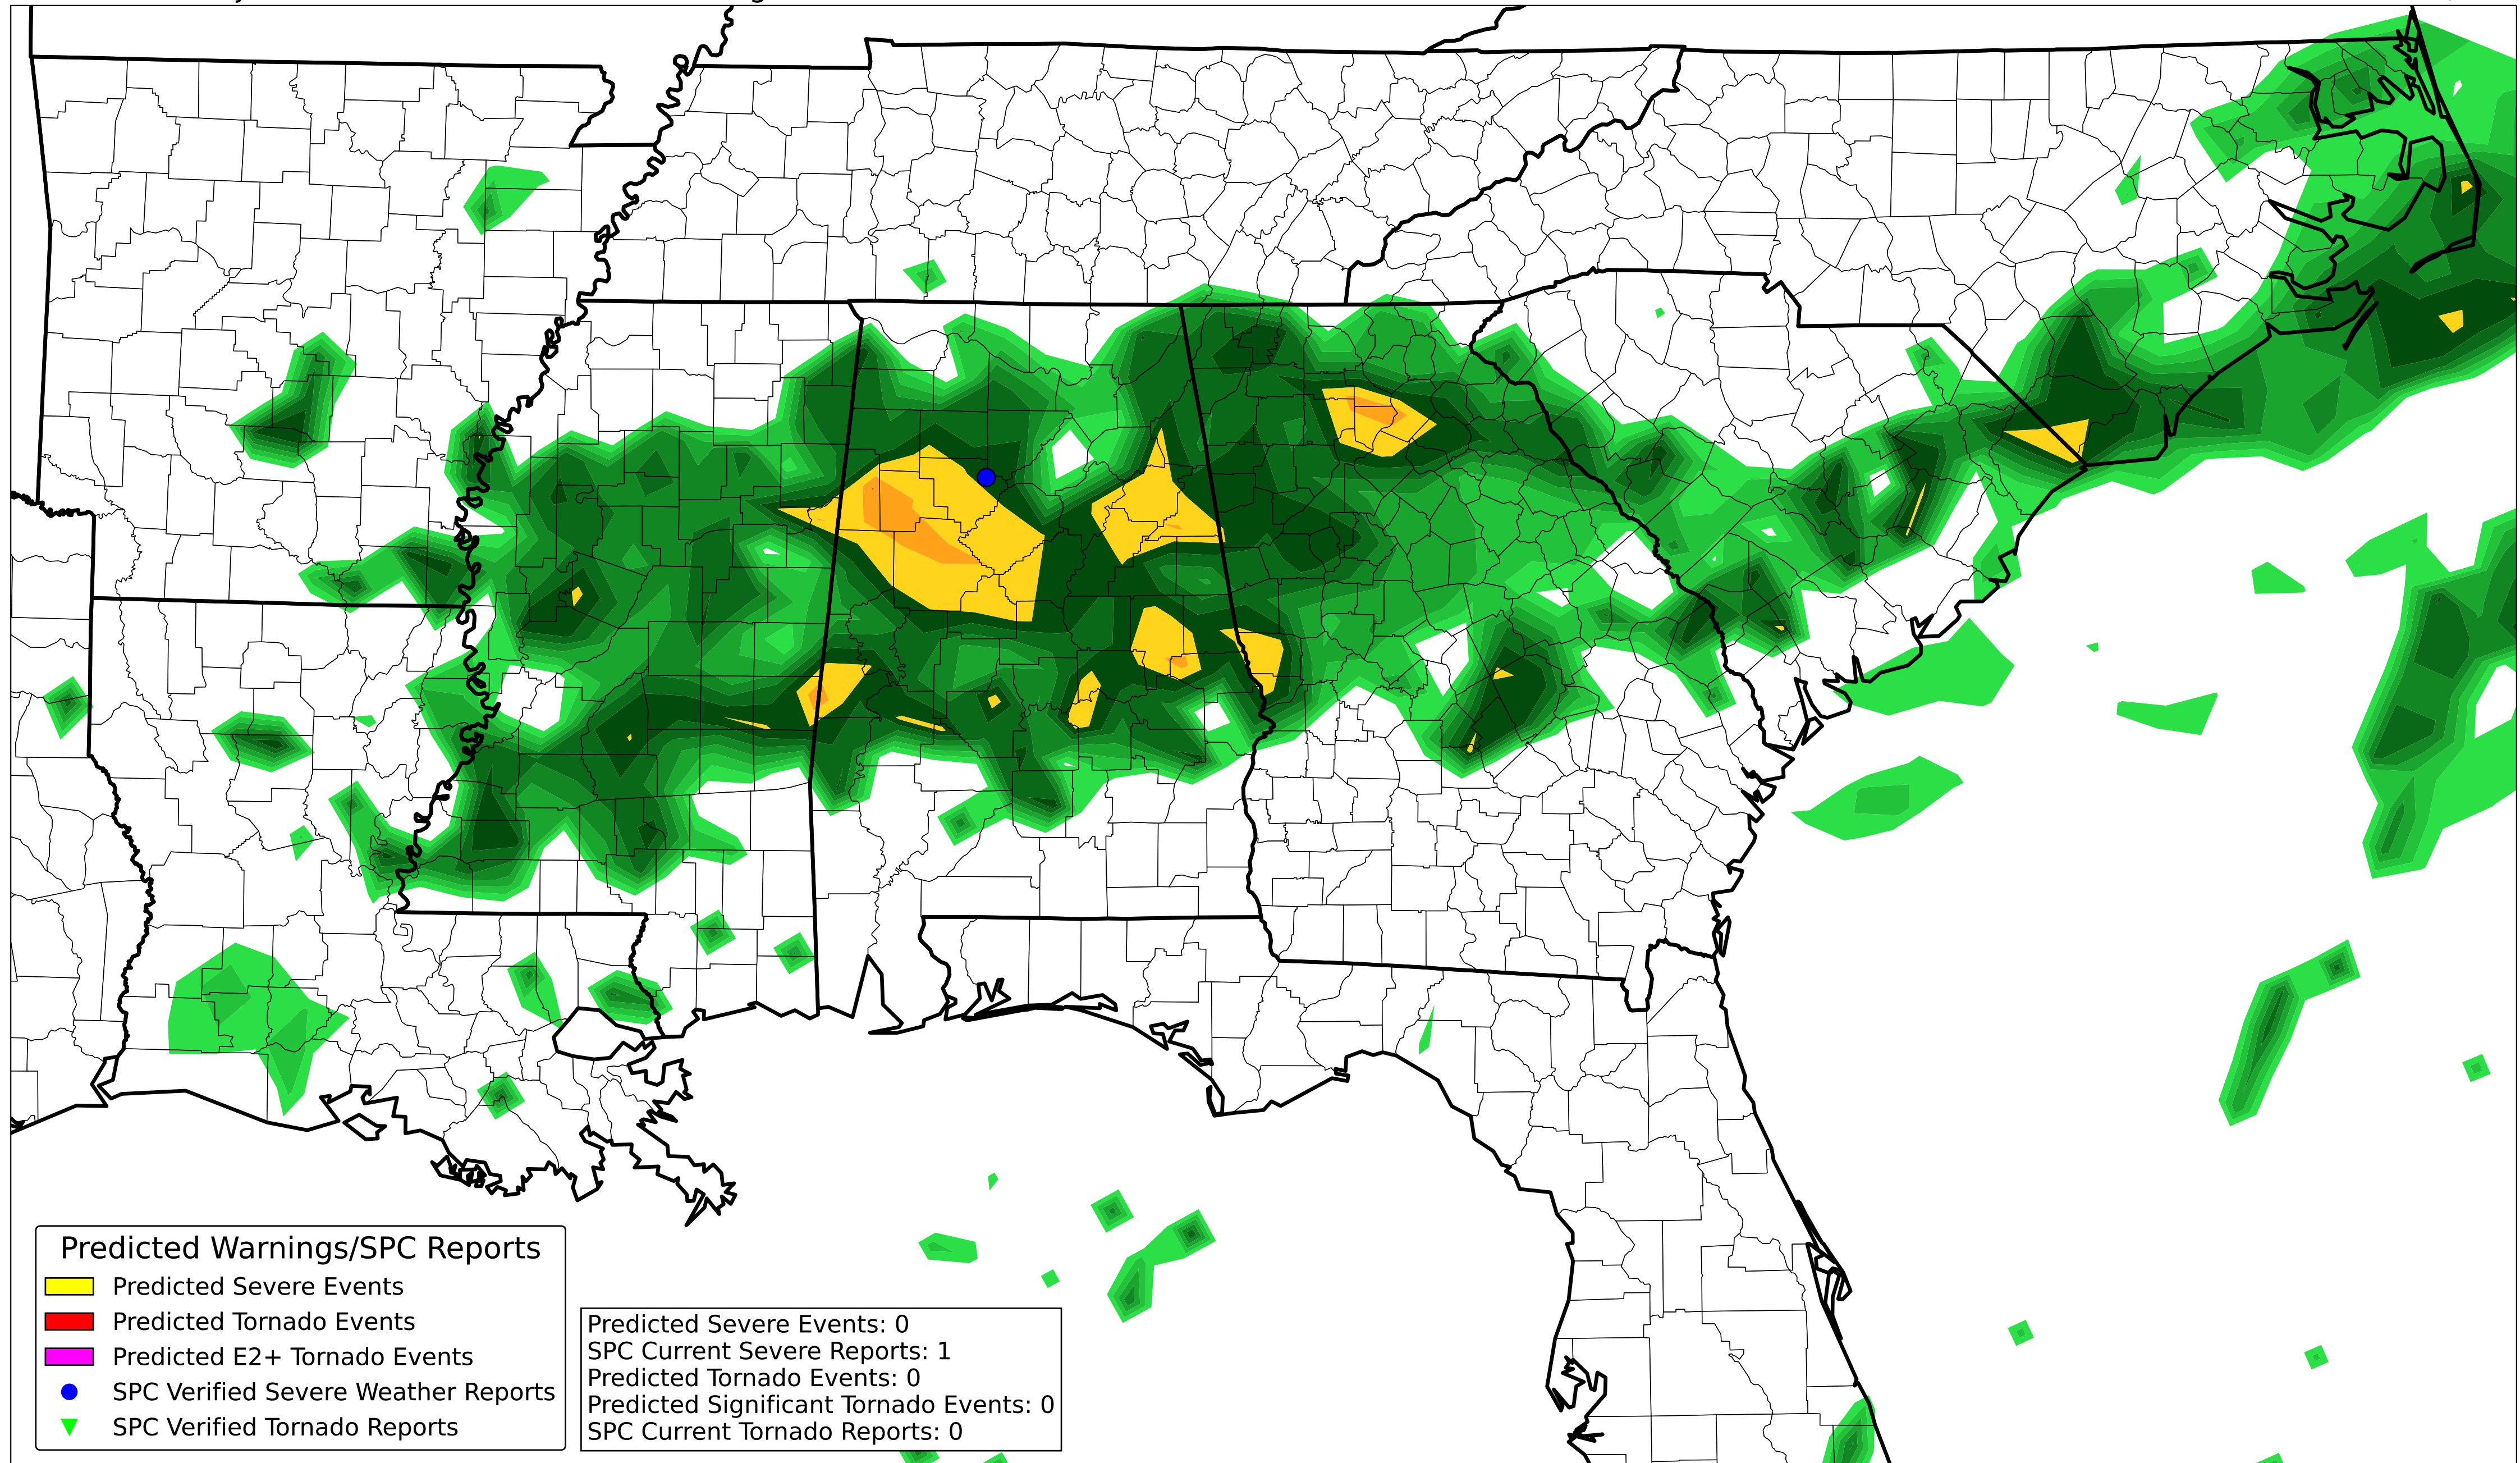 Predicted Warnings/SPC Reports
Predicted Severe Events
Predicted Tornado Events
Predicted E2+ Tornado Events
SPC Verified Severe Weather Reports
SPC Verified Tornado Reports
Predicted Severe Events: 0
SPC Current Severe Reports: 1
Predicted Tornado Events: 0
Predicted Significant Tornado Events: 0
SPC Current Tornado Reports: 0